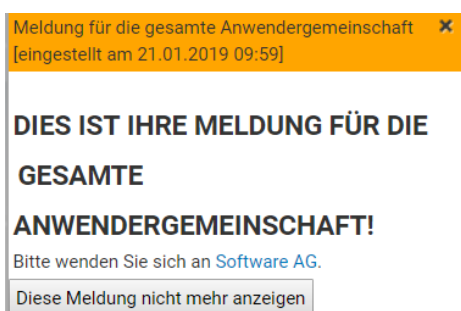 Meldung für die gesamte Anwendergemeinschaft
[eingestellt am 21.01.2019 09:59]
DIES IST IHRE MELDUNG FÜR DIE
GESAMTE
ANWENDERGEMEINSCHAFT!
Bitte wenden Sie sich an Software AG.
Diese Meldung nicht mehr anzeigen